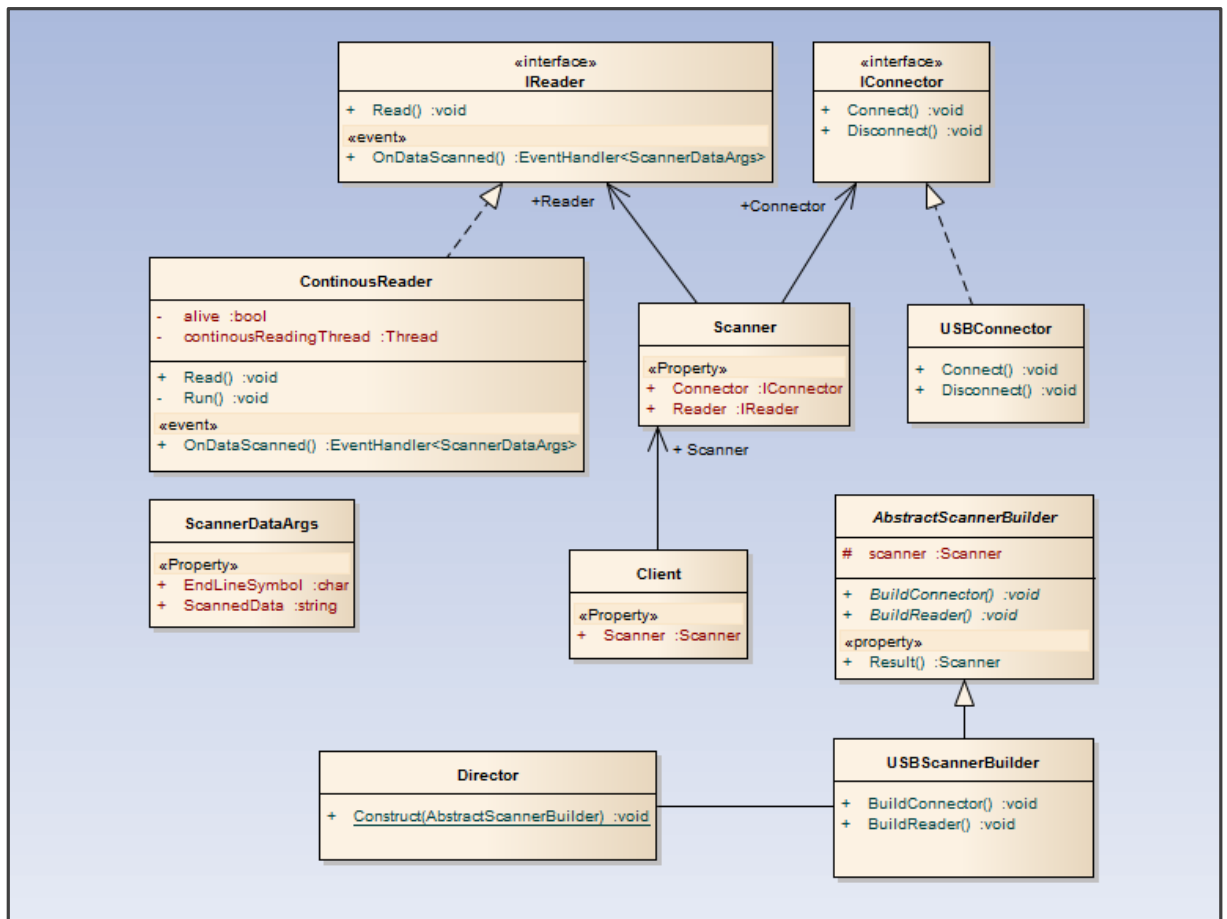 «interface»
IReader
+ Read() :void
«event»
+ OnDataScanned() :EventHandler<ScannerDataArgs>
«interface»
IConnector
+ Connect() :void
+ Disconnect() :void
+Reader
+Connector
ContinousReader
- alive :bool
- continousReadingThread :Thread
+ Read() :void
- Run() :void
«event»
+ OnDataScanned() :EventHandler<ScannerDataArgs>
Scanner
«Property»
+ Connector :IConnector
+ Reader :IReader
USBConnector
+ Connect() :void
+ Disconnect() :void
+ Scanner
ScannerDataArgs
«Property»
+ EndLineSymbol :char
+ ScannedData :string
Client
«Property»
+ Scanner :Scanner
AbstractScannerBuilder
# scanner :Scanner
+ BuildConnector() :void
+ BuildReader() :void
«property»
+ Result() :Scanner
Director
+ Construct(AbstractScannerBuilder) :void
USBScannerBuilder
+ BuildConnector() :void
+ BuildReader() :void